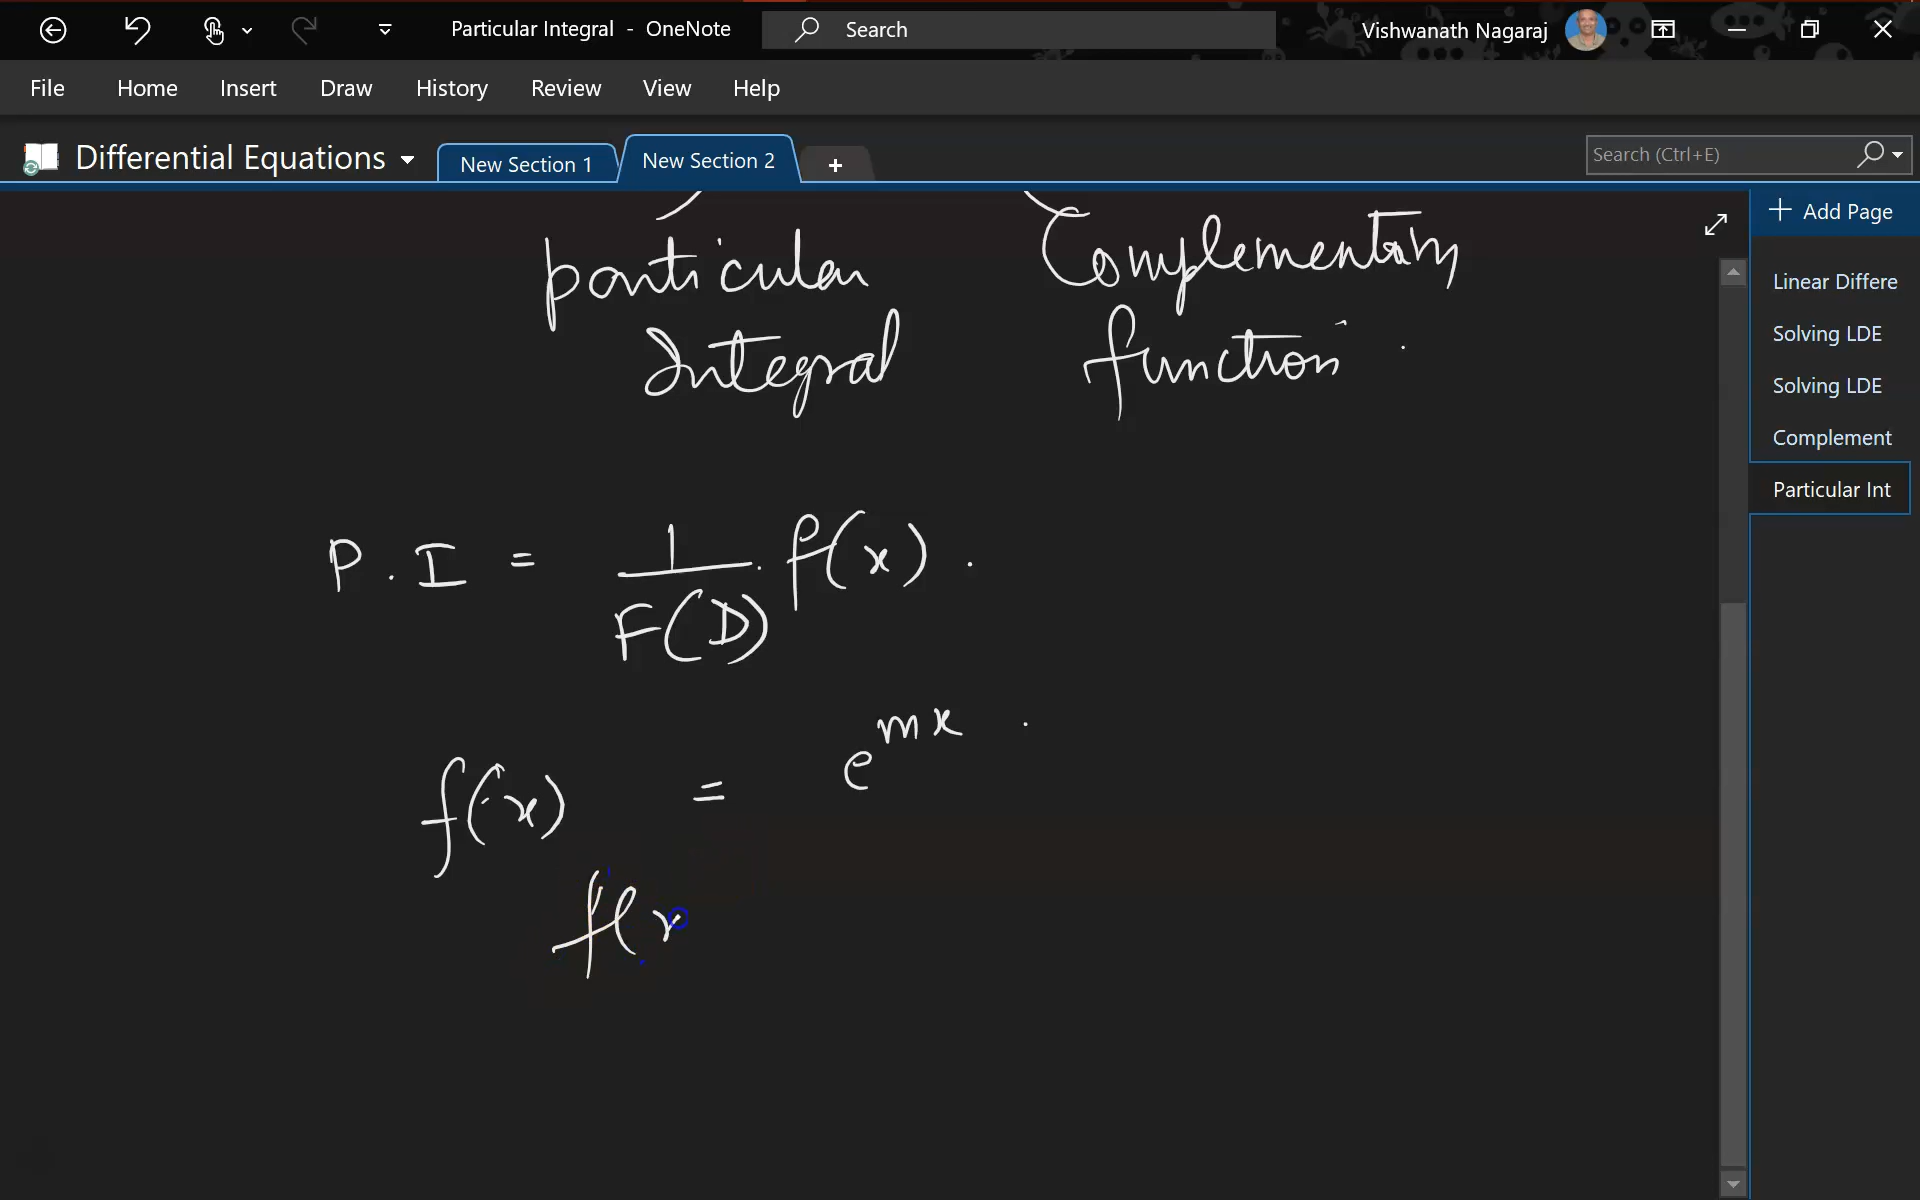 Particular Integral - OneNote
Search
Vishwanath Nagaraj
File Home Insert Draw History Review View Help
Differential Equations
New Section 1
New Section 2
+
Search (Ctrl+E)
Add Page
Linear Differe
Solving LDE
Solving LDE
Complement
Particular Int
particular
Integral
Complementary
function
P.I = 1/F(D) . f(x).
f(x) = e^mx .
f(x